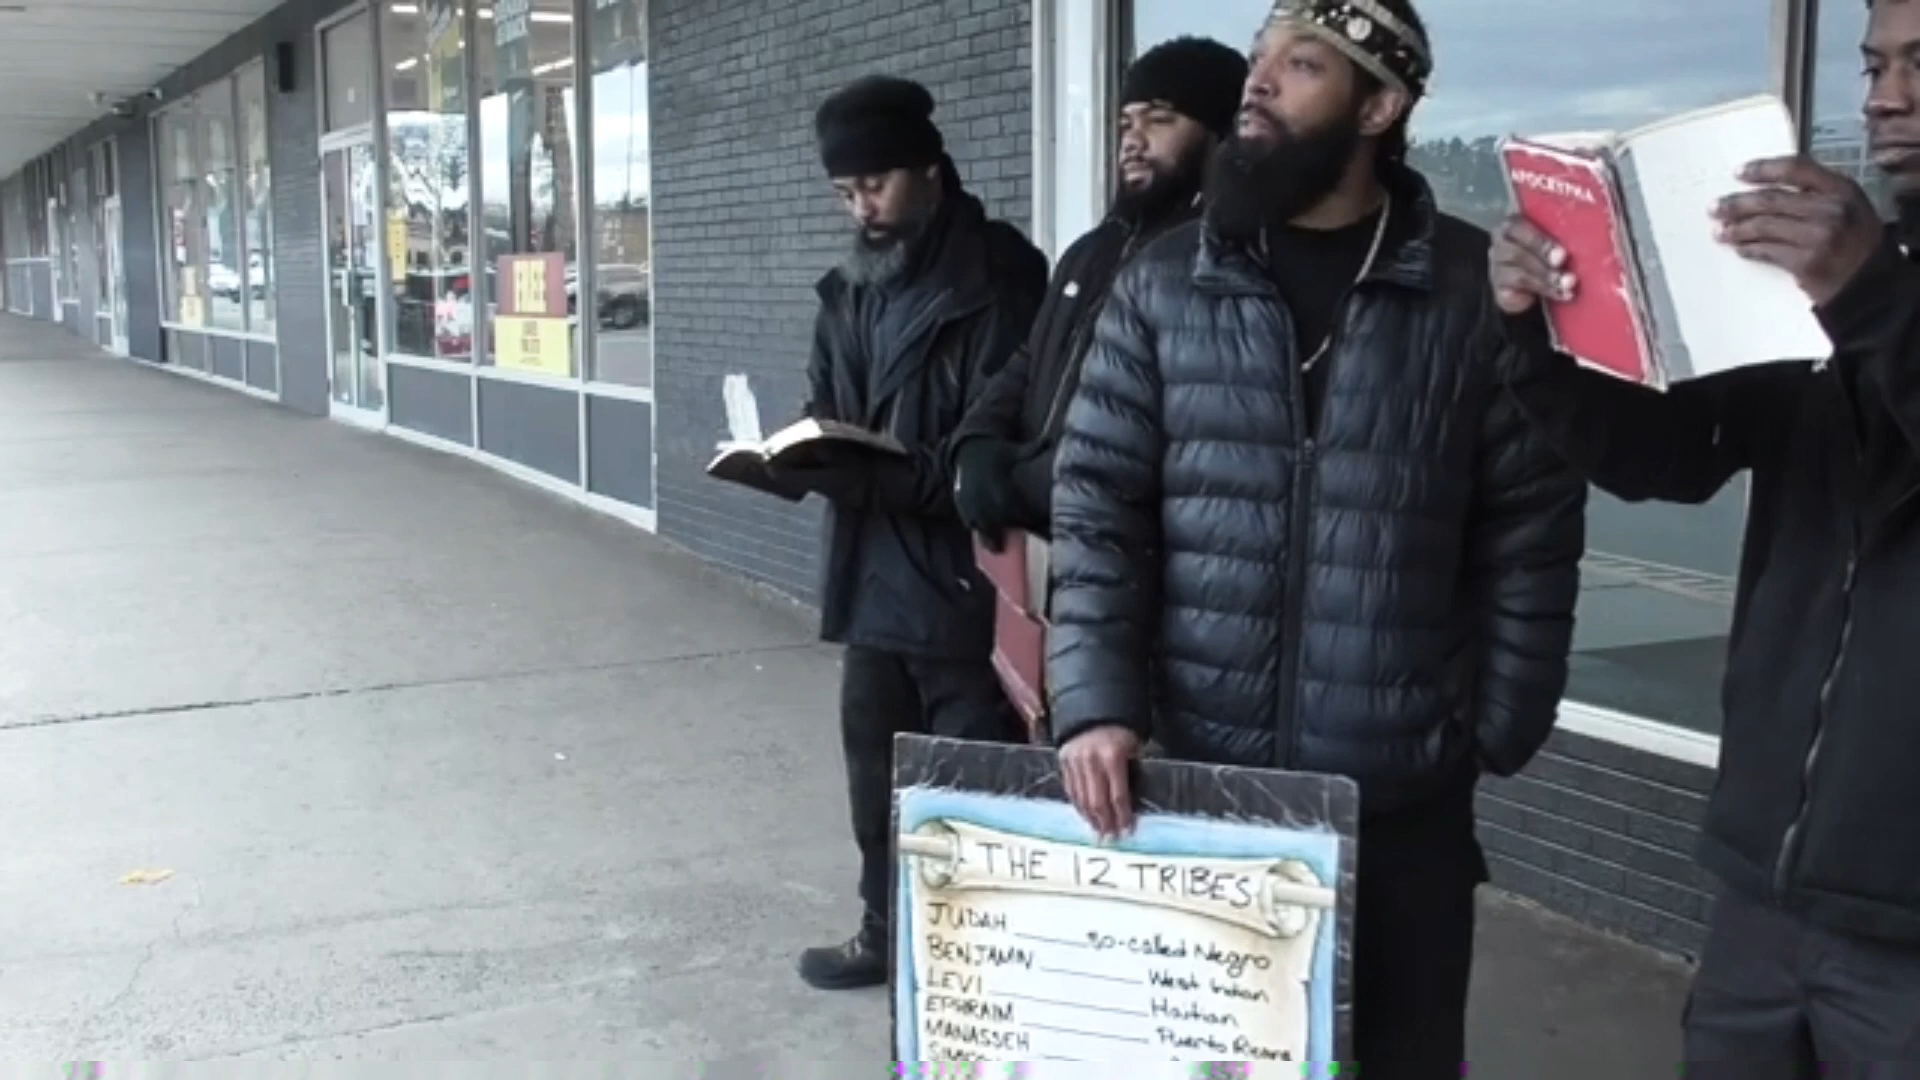 APOCRYPHA
FREE
THE 12 TRIBES
JUDAH so-called Negro
BENJAMIN West Indian
LEVI Haitian
EPHRAIM Puerto Ricans
MANASSEH